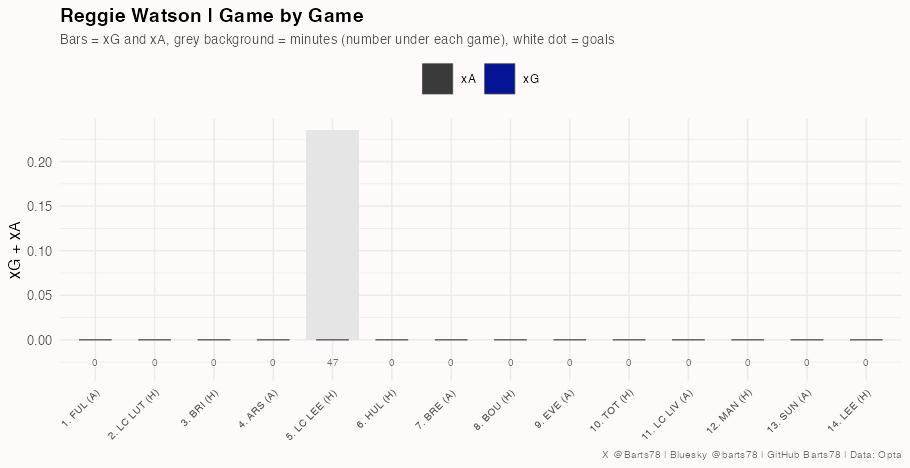 Reggie Watson | Game by Game
Bars = xG and xA, grey background = minutes (number under each game), white dot = goals
xA xG
xG + xA
0.20
0.15
0.10
0.05
0.00
0 0 0 0 47 0 0 0 0 0 0 0 0 0
1. FUL (A) 2. LC LUT (H) 3. BRI (H) 4. ARS (A) 5. LC LEE (H) 6. HUL (H) 7. BRE (A) 8. BOU (H) 9. EVE (A) 10. TOT (H) 11. LC LIV (A) 12. MAN (H) 13. SUN (A) 14. LEE (H)
X @Barts78 | Bluesky @barts78 | GitHub Barts78 | Data: Opta